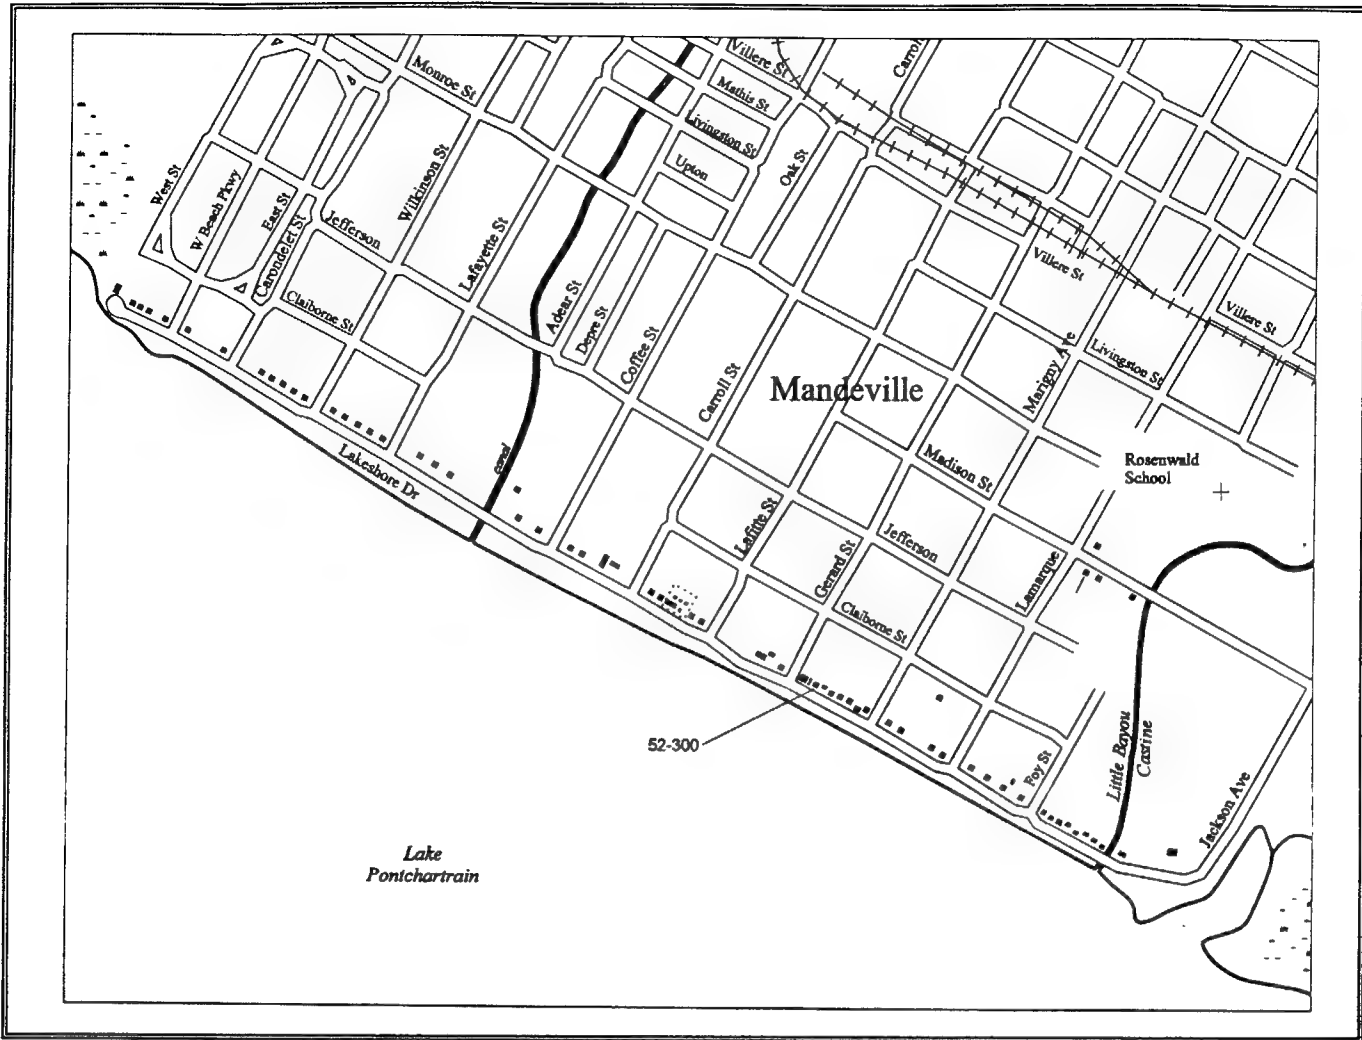 Villere St
Carroll
Monroe St
Mathis St
Livingston St
Upton
Oak St
West St
W Beach Pkwy
East St
Carondelet St
Jefferson
Wilkinson St
Lafayette St
Claiborne St
Adear St
Depre St
Coffee St
Carroll St
Villere St
Villere St
Livingston St
Marigny Ave
Mandeville
Lakeshore Dr
canal
Lafitte St
Gerard St
Madison St
Jefferson
Claiborne St
Lamarque
Rosenwald
School
52-300
Foy St
Little Bayou
Castine
Jackson Ave
Lake
Pontchartrain